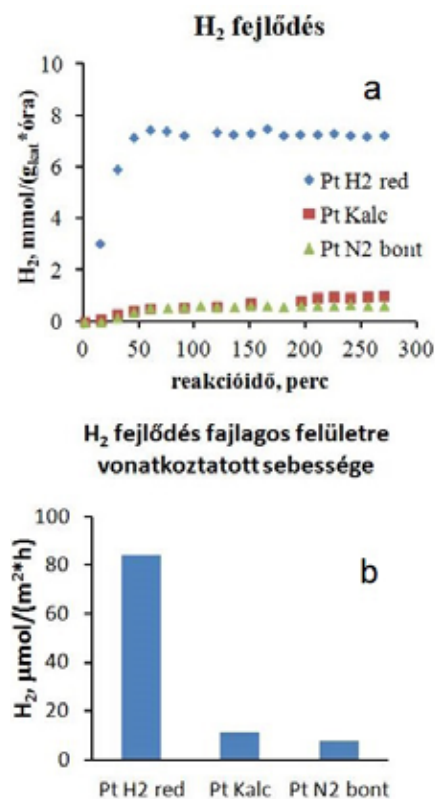 H₂ fejlődés
a
H₂, mmol/(gₖₐₜ*óra)
8
6
4
2
0
Pt H2 red
Pt Kalc
Pt N2 bont
0 50 100 150 200 250 300
reakcióidő, perc
H₂ fejlődés fajlagos felületre
vonatkoztatott sebessége
b
H₂, µmol/(m²*h)
100
80
60
40
20
0
Pt H2 red Pt Kalc Pt N2 bont